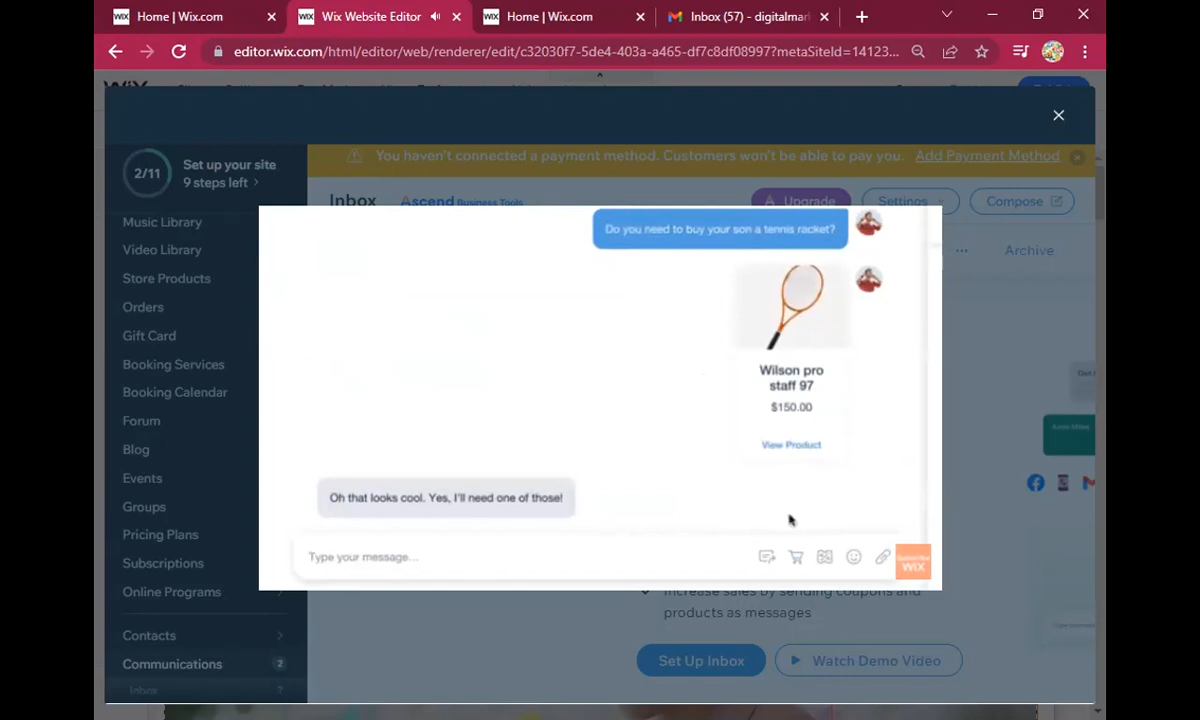 Home | Wix.com
Wix Website Editor
Home | Wix.com
Inbox (57) - digitalmar
editor.wix.com/html/editor/web/renderer/edit/c32030f7-5de4-403a-a465-df7c8df08997?metaSiteId=14123...
2/11
Set up your site
9 steps left
You haven't connected a payment method. Customers won't be able to pay you. Add Payment Method
Inbox
Ascend Business Tools
Upgrade
Settings
Compose
Archive
Music Library
Video Library
Store Products
Orders
Gift Card
Booking Services
Booking Calendar
Forum
Blog
Events
Groups
Pricing Plans
Subscriptions
Online Programs
Contacts
Communications 2
Inbox 2
Do you need to buy your son a tennis racket?
Wilson pro
staff 97
$150.00
View Product
Oh that looks cool. Yes, I'll need one of those!
Type your message...
Subscribe
WIX
Increase sales by sending coupons and
products as messages
Set Up Inbox
Watch Demo Video